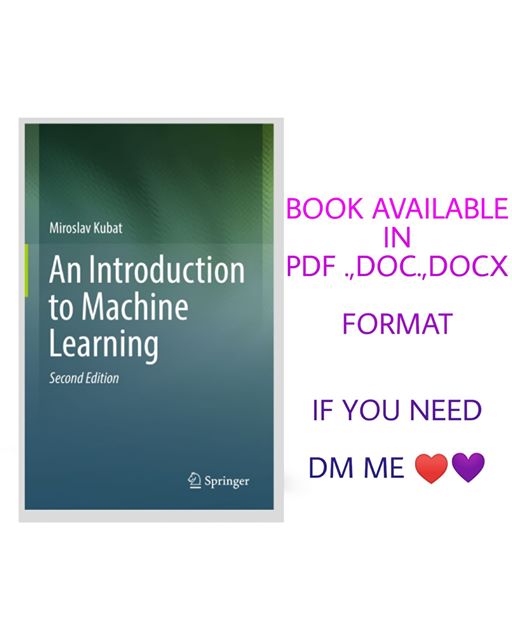 Miroslav Kubat
An Introduction
to Machine
Learning
Second Edition
Springer
BOOK AVAILABLE
IN
PDF .,DOC.,DOCX
FORMAT
IF YOU NEED
DM ME ❤️💜